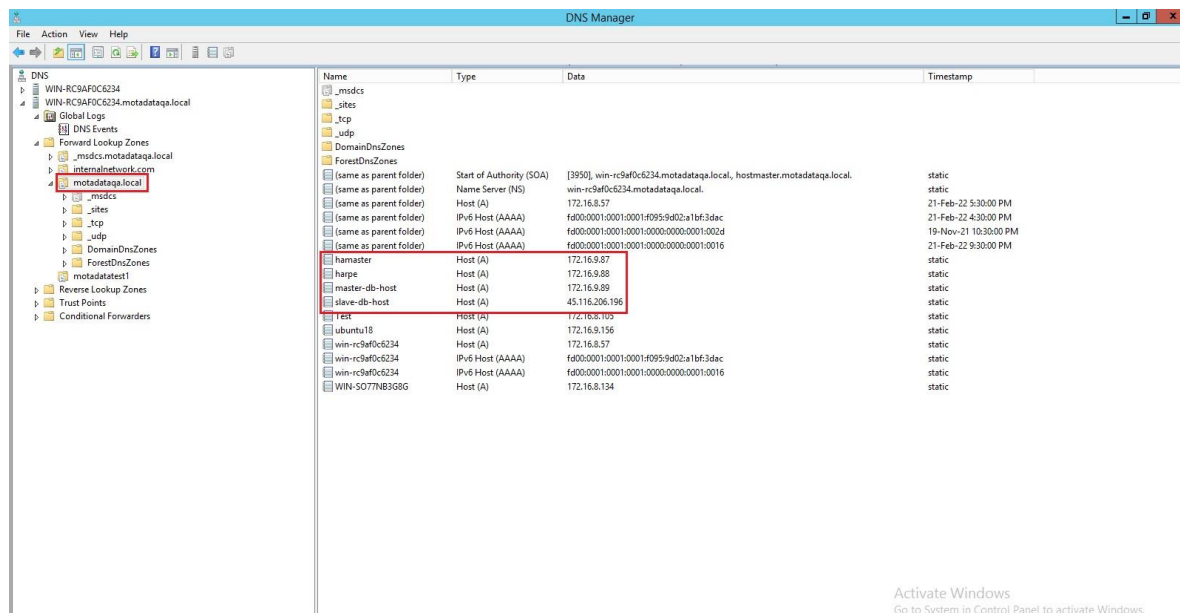 DNS Manager
File Action View Help
DNS
WIN-RC9AF0C6234
WIN-RC9AF0C6234.motadataqa.local
Global Logs
DNS Events
Forward Lookup Zones
_msdcs.motadataqa.local
internalnetwork.com
motadataqa.local
_msdcs
_sites
_tcp
_udp
DomainDnsZones
ForestDnsZones
motadatatest1
Reverse Lookup Zones
Trust Points
Conditional Forwarders
Name Type Data Timestamp
_msdcs
_sites
_tcp
_udp
DomainDnsZones
ForestDnsZones
(same as parent folder) Start of Authority (SOA) [3950], win-rc9af0c6234.motadataqa.local., hostmaster.motadataqa.local. static
(same as parent folder) Name Server (NS) win-rc9af0c6234.motadataqa.local. static
(same as parent folder) Host (A) 172.16.8.57 21-Feb-22 5:30:00 PM
(same as parent folder) IPv6 Host (AAAA) fd00:0001:0001:0001:f095:9d02:a1bf:3dac 21-Feb-22 4:30:00 PM
(same as parent folder) IPv6 Host (AAAA) fd00:0001:0001:0001:0000:0000:0001:002d 19-Nov-21 10:30:00 PM
(same as parent folder) IPv6 Host (AAAA) fd00:0001:0001:0001:0000:0000:0001:0016 21-Feb-22 9:30:00 PM
hamaster Host (A) 172.16.9.87 static
harpe Host (A) 172.16.9.88 static
master-db-host Host (A) 172.16.9.89 static
slave-db-host Host (A) 45.116.206.196 static
Test Host (A) 172.16.8.105 static
ubuntu18 Host (A) 172.16.9.156 static
win-rc9af0c6234 Host (A) 172.16.8.57 static
win-rc9af0c6234 IPv6 Host (AAAA) fd00:0001:0001:0001:f095:9d02:a1bf:3dac static
win-rc9af0c6234 IPv6 Host (AAAA) fd00:0001:0001:0001:0000:0000:0001:0016 static
WIN-SO77NB3G8G Host (A) 172.16.8.134 static
Activate Windows
Go to System in Control Panel to activate Windows.